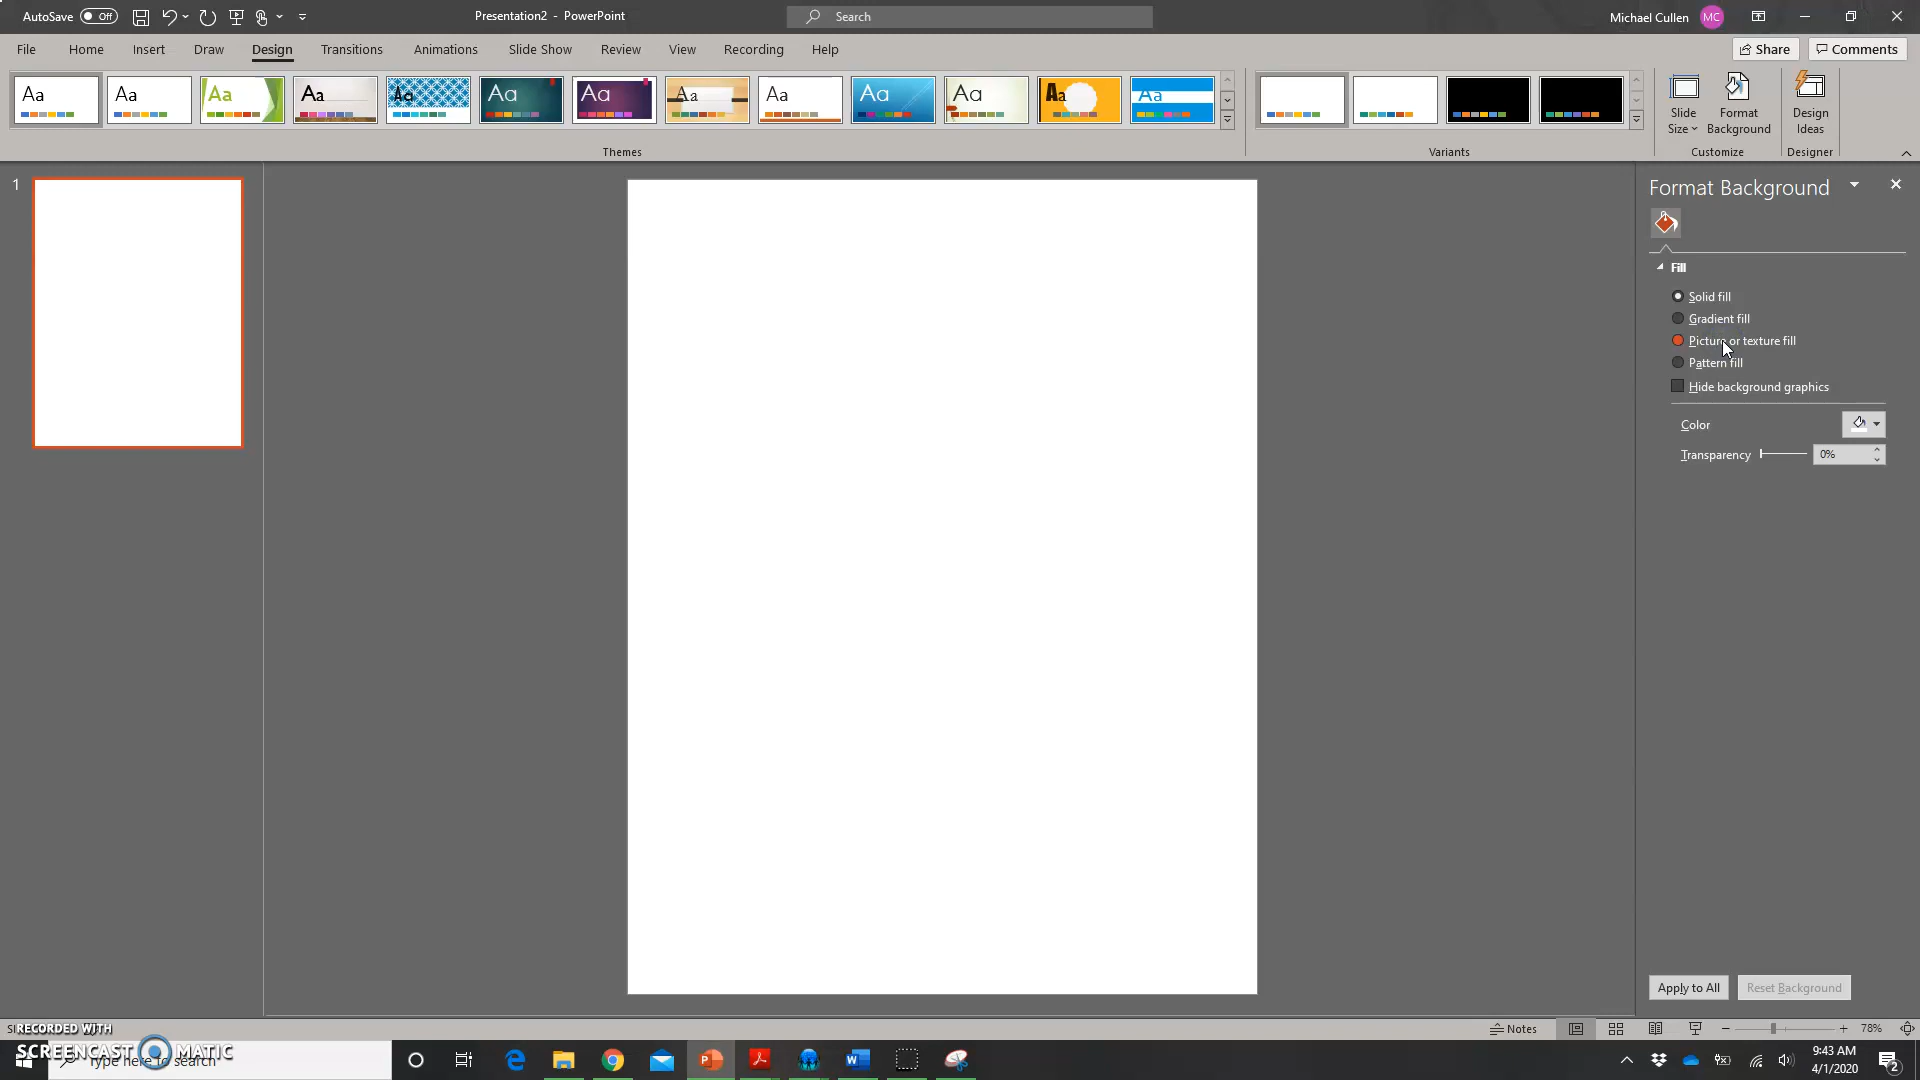 AutoSave Off
Presentation2 - PowerPoint
Search
Michael Cullen MC
File Home Insert Draw Design Transitions Animations Slide Show Review View Recording Help
Share Comments
Aa Aa Aa Aa Aa Aa Aa Aa Aa Aa Aa Aa Aa
Slide Size
Format Background
Design Ideas
Themes
Variants
Customize
Designer
1
Format Background
Fill
Solid fill
Gradient fill
Picture or texture fill
Pattern fill
Hide background graphics
Color
Transparency 0%
Apply to All Reset Background
Notes 78%
RECORDED WITH
SCREENCAST MATIC
Type here to search
9:43 AM
4/1/2020
2